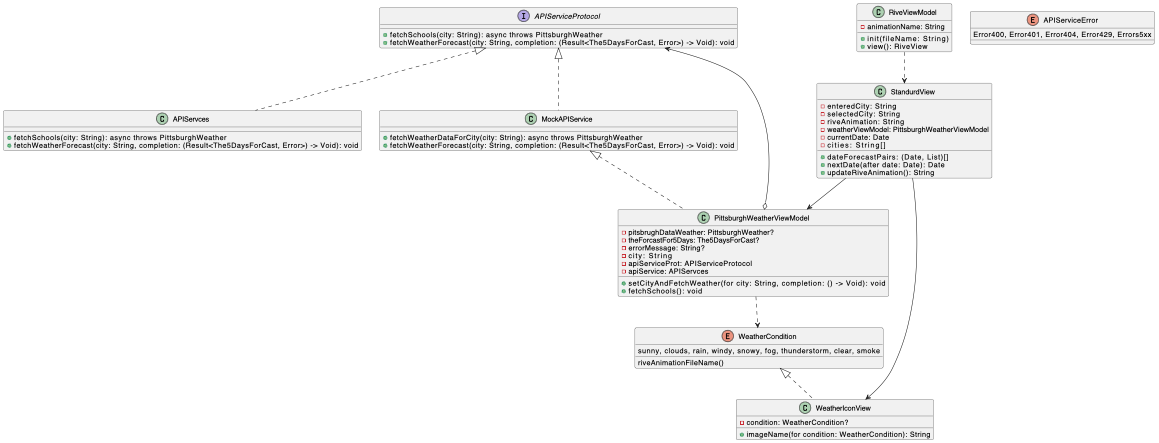 I APIServiceProtocol
fetchSchools(city: String): async throws PittsburghWeather
fetchWeatherForecast(city: String, completion: (Result<The5DaysForCast, Error>) -> Void): void
C RiveViewModel
animationName: String
init(fileName: String)
view(): RiveView
E APIServiceError
Error400, Error401, Error404, Error429, Errors5xx
C APIServces
fetchSchools(city: String): async throws PittsburghWeather
fetchWeatherForecast(city: String, completion: (Result<The5DaysForCast, Error>) -> Void): void
C MockAPIService
fetchWeatherDataForCity(city: String): async throws PittsburghWeather
fetchWeatherForecast(city: String, completion: (Result<The5DaysForCast, Error>) -> Void): void
C StandurdView
enteredCity: String
selectedCity: String
riveAnimation: String
weatherViewModel: PittsburghWeatherViewModel
currentDate: Date
cities: String[]
dateForecastPairs: (Date, List)[]
nextDate(after date: Date): Date
updateRiveAnimation(): String
C PittsburghWeatherViewModel
pitsbrughDataWeather: PittsburghWeather?
theForcastFor5Days: The5DaysForCast?
errorMessage: String?
city: String
apiServiceProt: APIServiceProtocol
apiService: APIServces
setCityAndFetchWeather(for city: String, completion: () -> Void): void
fetchSchools(): void
E WeatherCondition
sunny, clouds, rain, windy, snowy, fog, thunderstorm, clear, smoke
riveAnimationFileName()
C WeatherIconView
condition: WeatherCondition?
imageName(for condition: WeatherCondition): String